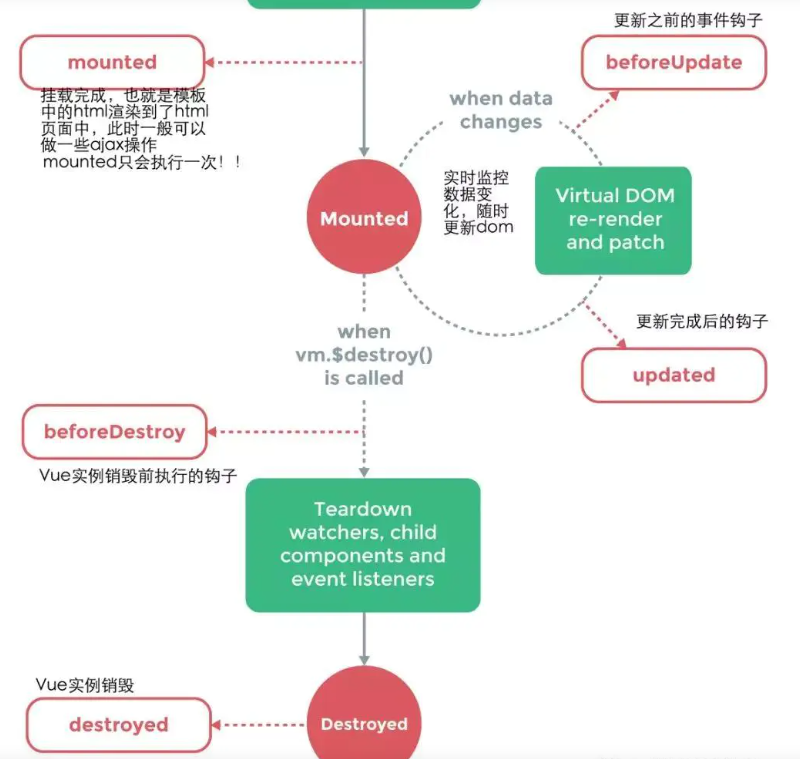 更新之前的事件钩子
mounted
beforeUpdate
挂载完成，也就是模板
中的html渲染到了html
页面中，此时一般可以
做一些ajax操作
mounted只会执行一次！！
when data
changes
实时监控
数据变
化，随时
更新dom
Virtual DOM
re-render
and patch
Mounted
更新完成后的钩子
when
vm.$destroy()
is called
updated
beforeDestroy
Vue实例销毁前执行的钩子
Teardown
watchers, child
components and
event listeners
Vue实例销毁
destroyed
Destroyed